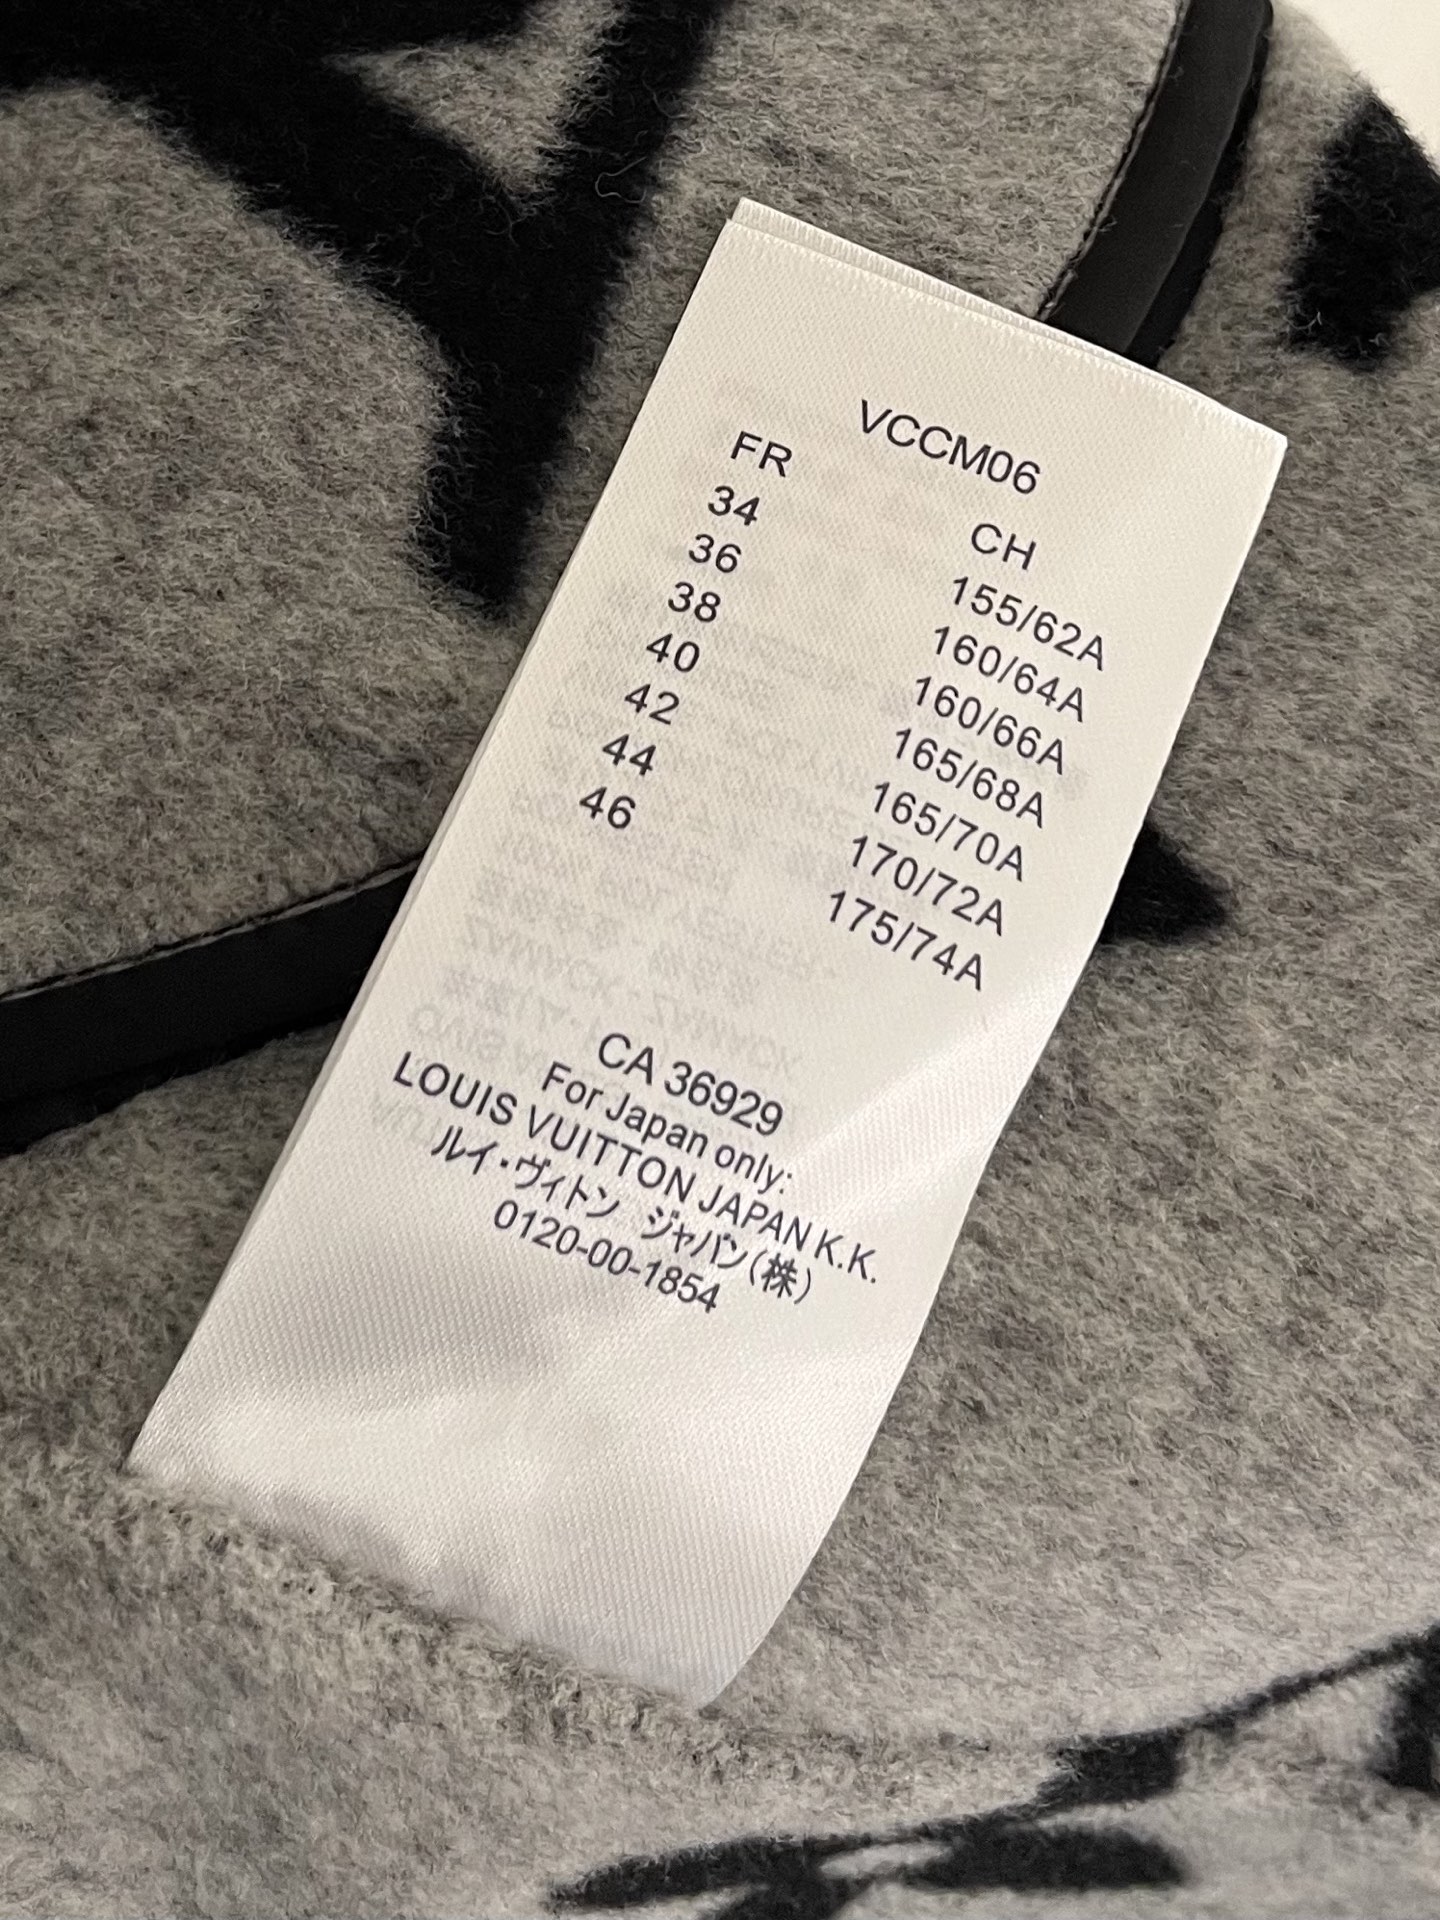 VCCM06
FR CH
34 155/62A
36 160/64A
38 160/66A
40 165/68A
42 165/70A
44 170/72A
46 175/74A
CA 36929
For Japan only:
LOUIS VUITTON JAPAN K.K.
ルイ・ヴィトン ジャパン(株)
0120-00-1854